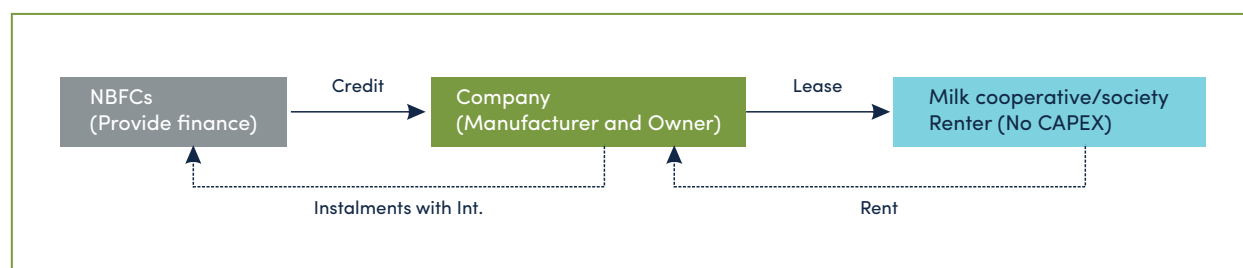 NBFCs
(Provide finance)
Credit
Company
(Manufacturer and Owner)
Lease
Milk cooperative/society
Renter (No CAPEX)
Instalments with Int.
Rent